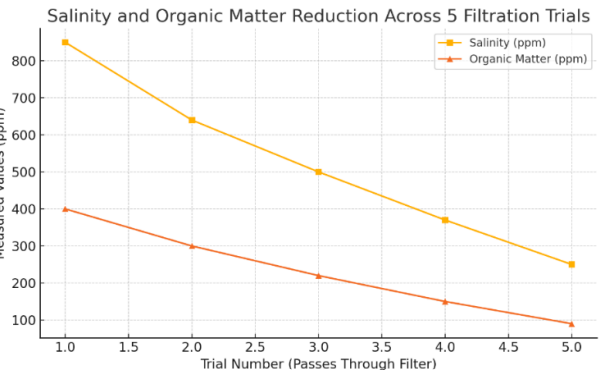 Salinity and Organic Matter Reduction Across 5 Filtration Trials
Salinity (ppm)
Organic Matter (ppm)
Measured Values (ppm)
800
700
600
500
400
300
200
100
1.0 1.5 2.0 2.5 3.0 3.5 4.0 4.5 5.0
Trial Number (Passes Through Filter)